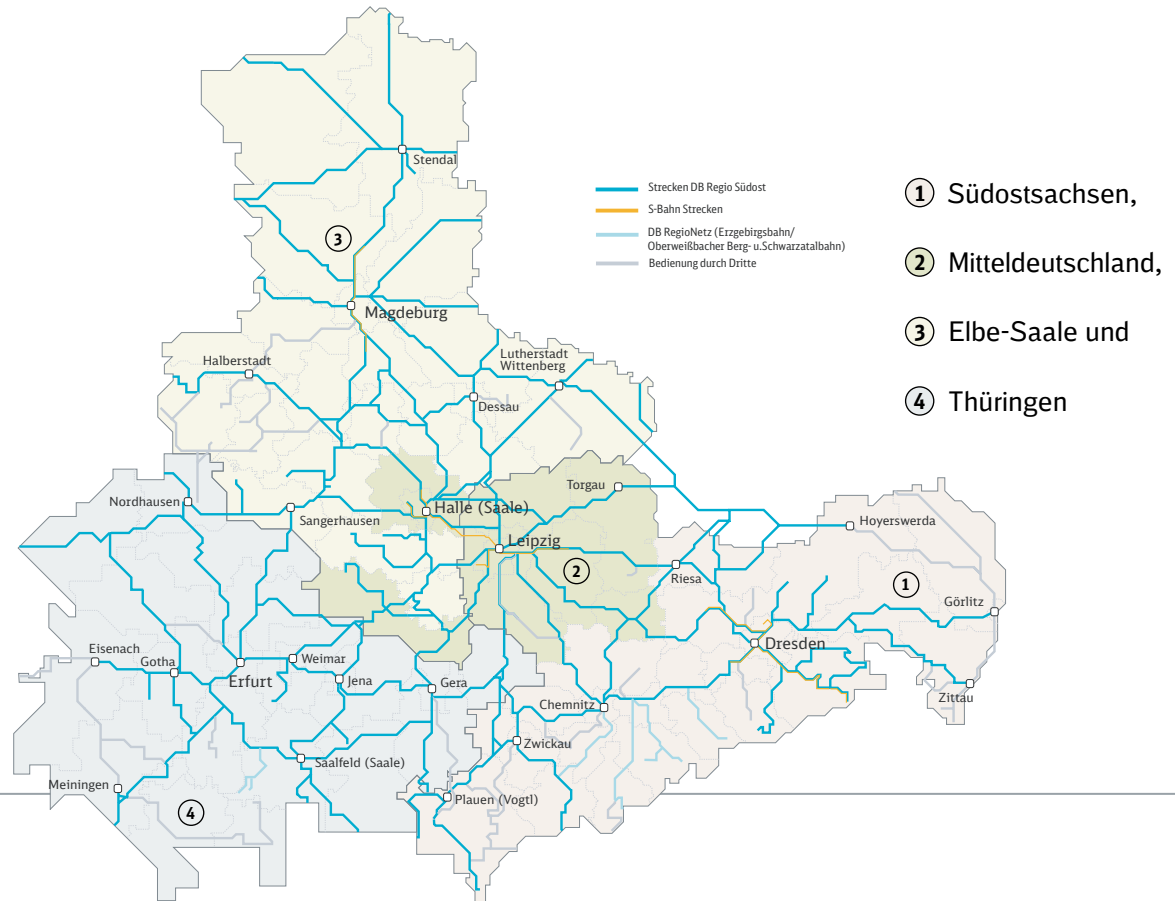 Stendal
Strecken DB Regio Südost
S-Bahn Strecken
DB RegioNetz (Erzgebirgsbahn/
Oberweißbacher Berg- u.Schwarzatalbahn)
Bedienung durch Dritte
1 Südostsachsen,
2 Mitteldeutschland,
3 Elbe-Saale und
4 Thüringen
3
Magdeburg
Halberstadt
Lutherstadt
Wittenberg
Dessau
Torgau
Nordhausen
Sangerhausen
Halle (Saale)
Hoyerswerda
Leipzig
2
Riesa
1
Görlitz
Eisenach
Gotha
Erfurt
Weimar
Jena
Gera
Dresden
Zittau
Chemnitz
Zwickau
Saalfeld (Saale)
Meiningen
Plauen (Vogtl)
4